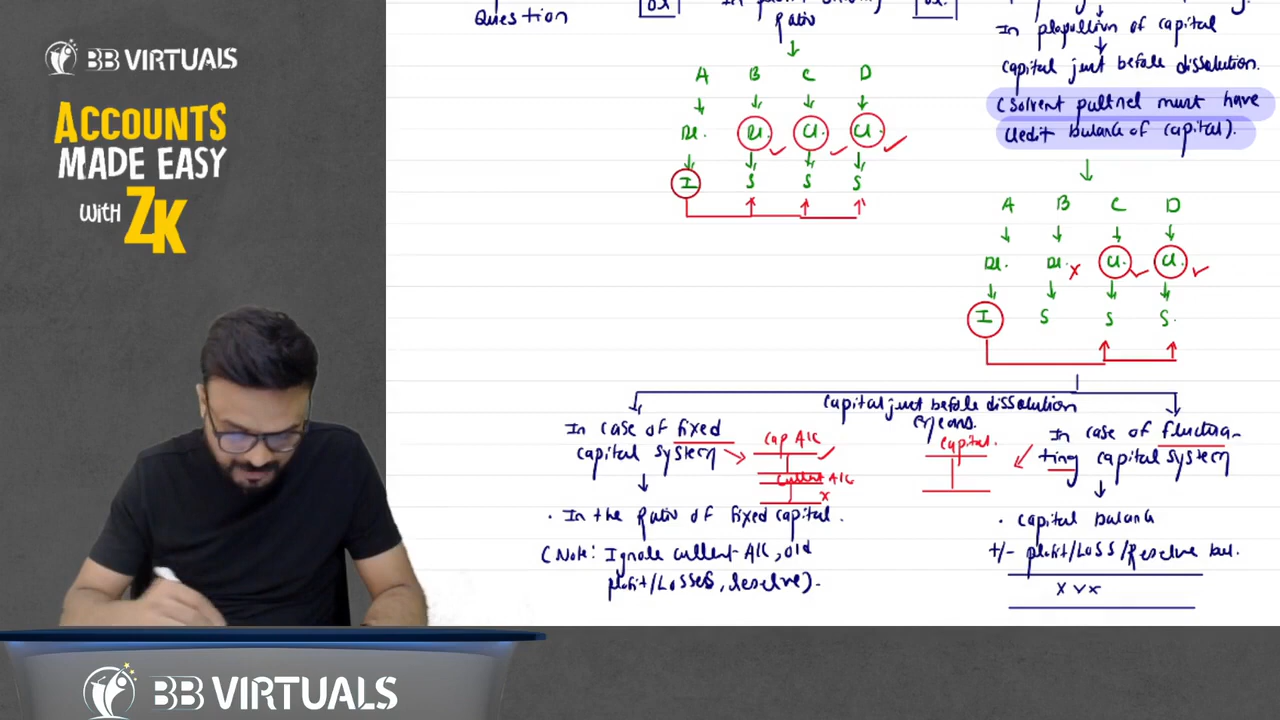 BB VIRTUALS
ACCOUNTS
MADE EASY
with ZK
Question
In
Ratio
In proportion of capital
Capital just before dissolution.
(Solvent partner must have
credit balance of capital).
A B C D
Dr. Cr. Cr.
I S S S
A B C D
Dr. Dr. x Cr. Cr.
I S S S.
Capital just before dissolution
means.
In case of fixed
capital system
Cap A/C
Current A/C
x
• In the Ratio of fixed capital.
(Note: Ignore current A/C, old
profit/Losses, reserve).
Capital.
In case of fluctua-
ting capital system
• Capital balance
+/- profit/Loss/Reserve bal.
x v x
BB VIRTUALS